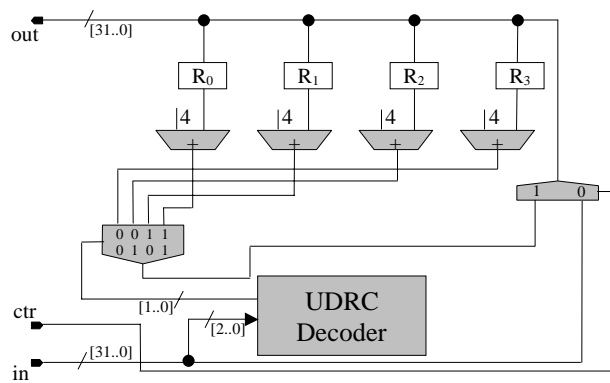 out
[31..0]
R0 R1 R2 R3
4 4 4 4
+ + + +
1 0
0 0 1 1
0 1 0 1
[1..0]
UDRC
Decoder
ctr
[2..0]
in
[31..0]